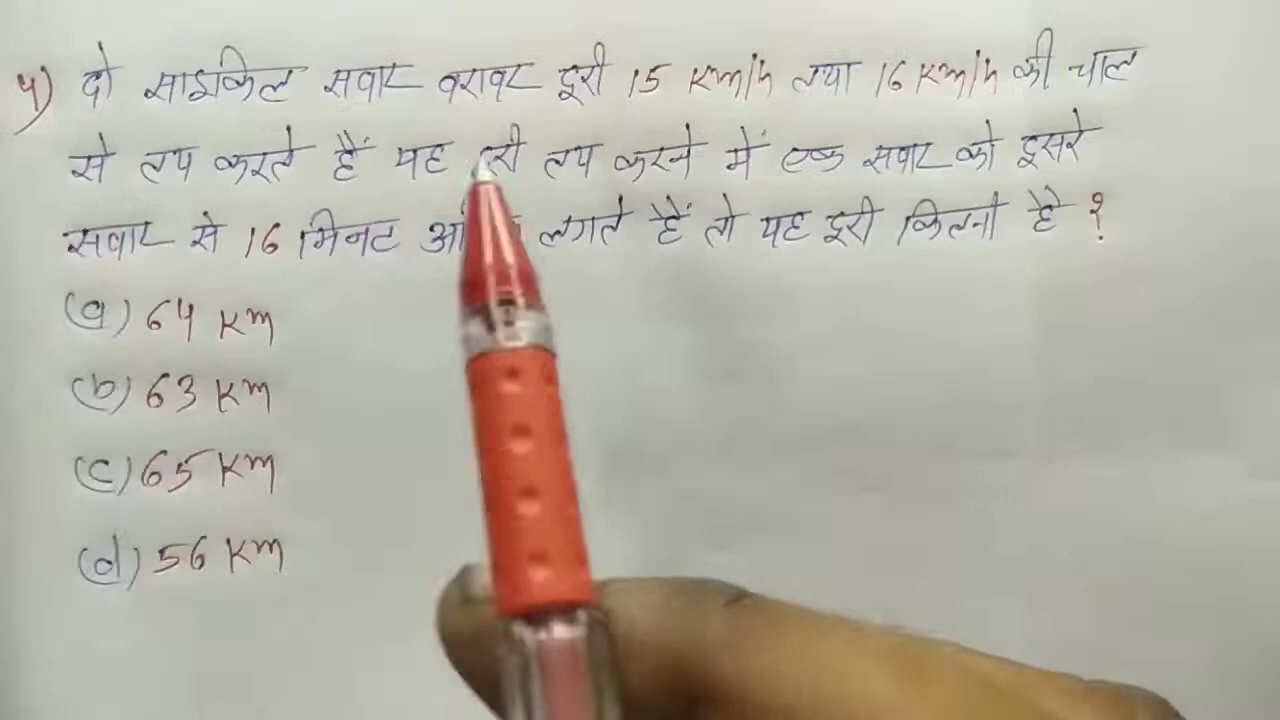 4) दो साइकिल सवार बराबर दूरी 15 Km/h तथा 16 Km/h की चाल
से तय करते हैं यह तय करने में एक सवार को दूसरे
सवार से 16 मिनट लगते हैं तो यह दूरी कितनी है ?
(a) 64 Km
(b) 63 Km
(c) 65 Km
(d) 56 Km